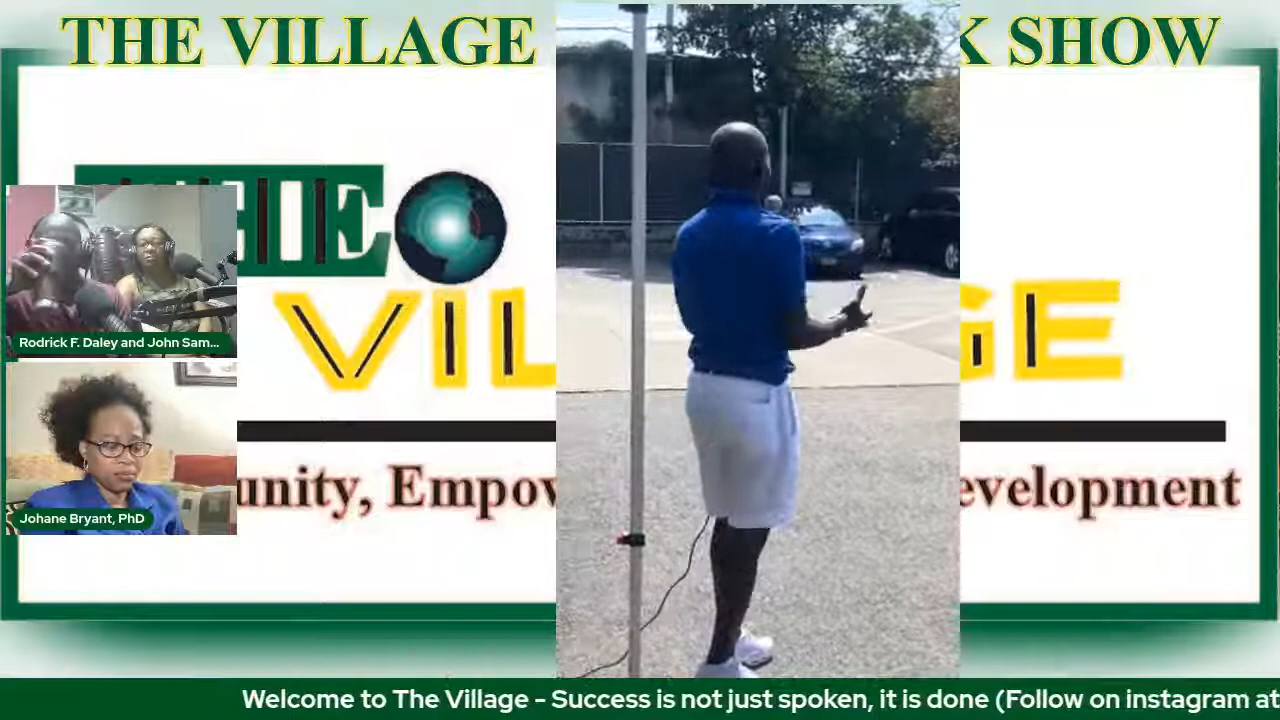 THE VILLAGE K SHOW
THE
VIL GE
unity, Empov evelopment
Rodrick F. Daley and John Sam...
Johane Bryant, PhD
Welcome to The Village - Success is not just spoken, it is done (Follow on instagram at